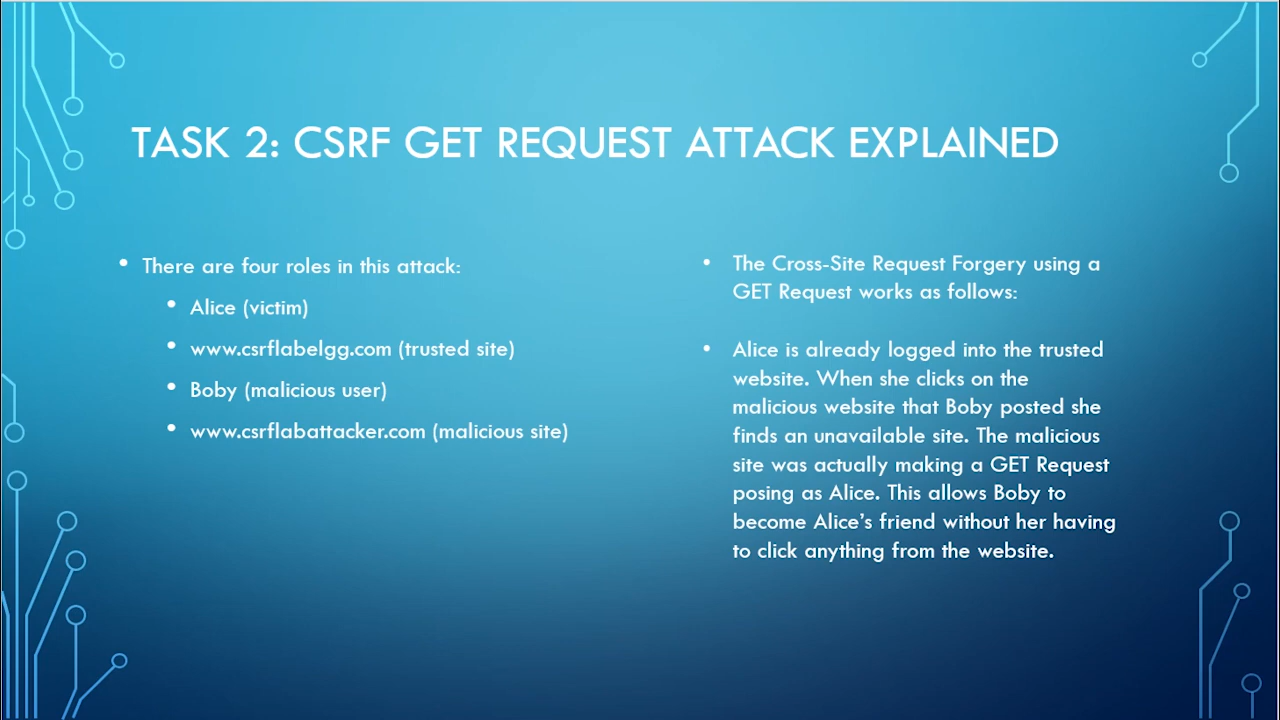 TASK 2: CSRF GET REQUEST ATTACK EXPLAINED
• There are four roles in this attack:
• Alice (victim)
• www.csrflabelgg.com (trusted site)
• Boby (malicious user)
• www.csrflabattacker.com (malicious site)
• The Cross-Site Request Forgery using a
GET Request works as follows:
• Alice is already logged into the trusted
website. When she clicks on the
malicious website that Boby posted she
finds an unavailable site. The malicious
site was actually making a GET Request
posing as Alice. This allows Boby to
become Alice’s friend without her having
to click anything from the website.